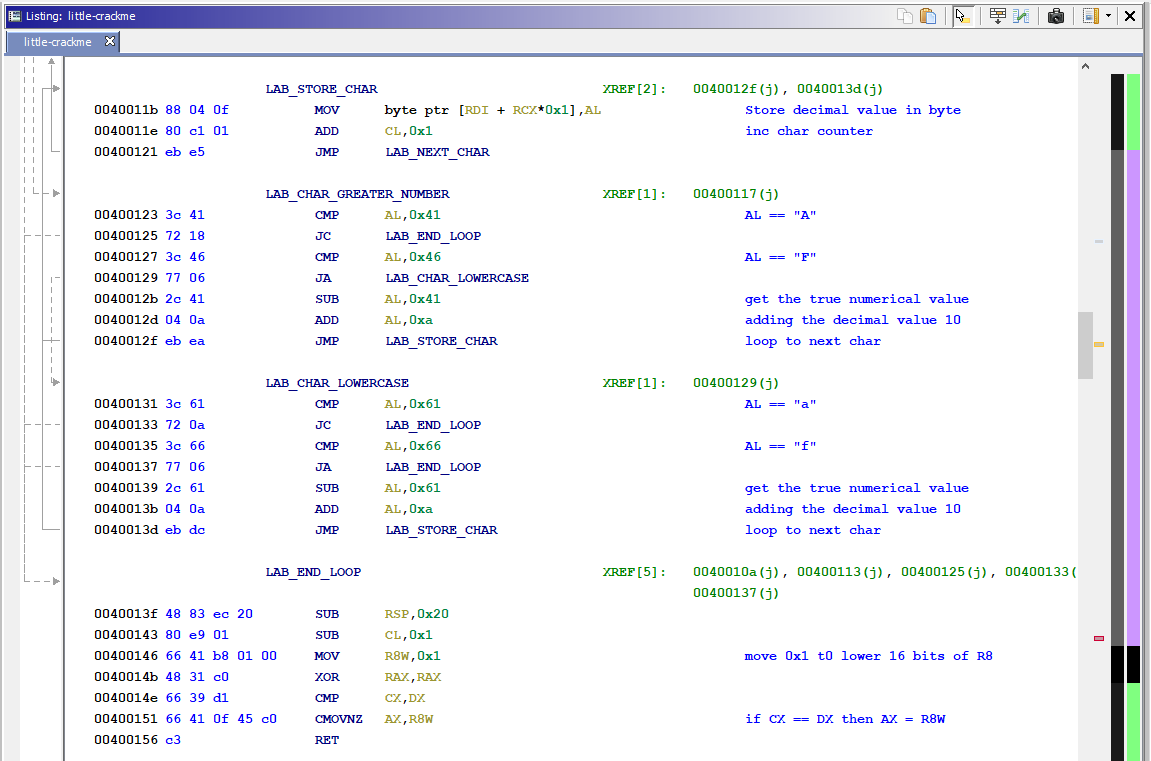 Listing: little-crackme
little-crackme
LAB_STORE_CHAR XREF[2]: 0040012f(j), 0040013d(j)
0040011b 88 04 0f MOV byte ptr [RDI + RCX*0x1],AL Store decimal value in byte
0040011e 80 c1 01 ADD CL,0x1 inc char counter
00400121 eb e5 JMP LAB_NEXT_CHAR
LAB_CHAR_GREATER_NUMBER XREF[1]: 00400117(j)
00400123 3c 41 CMP AL,0x41 AL == "A"
00400125 72 18 JC LAB_END_LOOP
00400127 3c 46 CMP AL,0x46 AL == "F"
00400129 77 06 JA LAB_CHAR_LOWERCASE
0040012b 2c 41 SUB AL,0x41 get the true numerical value
0040012d 04 0a ADD AL,0xa adding the decimal value 10
0040012f eb ea JMP LAB_STORE_CHAR loop to next char
LAB_CHAR_LOWERCASE XREF[1]: 00400129(j)
00400131 3c 61 CMP AL,0x61 AL == "a"
00400133 72 0a JC LAB_END_LOOP
00400135 3c 66 CMP AL,0x66 AL == "f"
00400137 77 06 JA LAB_END_LOOP
00400139 2c 61 SUB AL,0x61 get the true numerical value
0040013b 04 0a ADD AL,0xa adding the decimal value 10
0040013d eb dc JMP LAB_STORE_CHAR loop to next char
LAB_END_LOOP XREF[5]: 0040010a(j), 00400113(j), 00400125(j), 00400133(
00400137(j)
0040013f 48 83 ec 20 SUB RSP,0x20
00400143 80 e9 01 SUB CL,0x1
00400146 66 41 b8 01 00 MOV R8W,0x1 move 0x1 t0 lower 16 bits of R8
0040014b 48 31 c0 XOR RAX,RAX
0040014e 66 39 d1 CMP CX,DX
00400151 66 41 0f 45 c0 CMOVNZ AX,R8W if CX == DX then AX = R8W
00400156 c3 RET